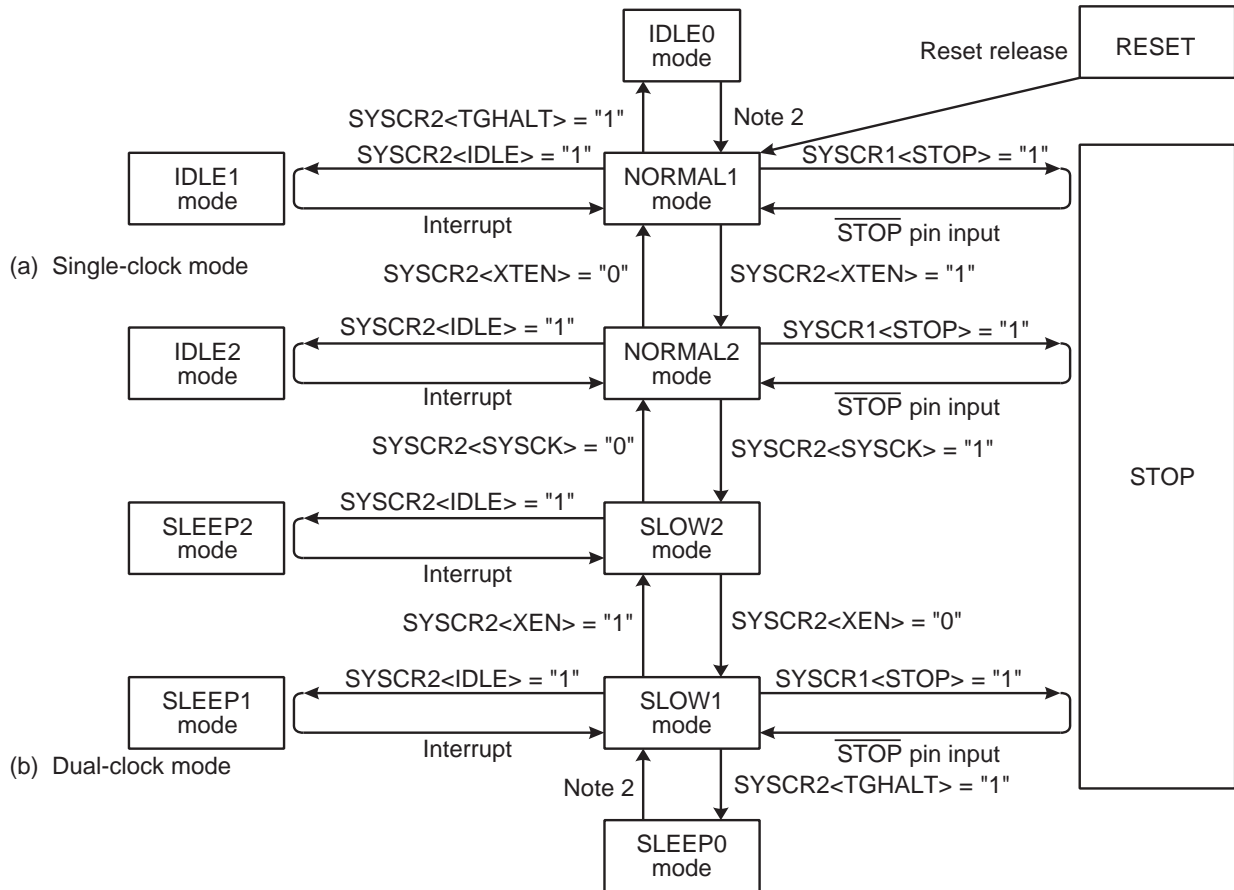 IDLE0
mode
Reset release
RESET
SYSCR2<TGHALT> = "1"
Note 2
IDLE1
mode
SYSCR2<IDLE> = "1"
Interrupt
NORMAL1
mode
SYSCR1<STOP> = "1"
STOP pin input
(a) Single-clock mode
SYSCR2<XTEN> = "0"
SYSCR2<XTEN> = "1"
IDLE2
mode
SYSCR2<IDLE> = "1"
Interrupt
NORMAL2
mode
SYSCR1<STOP> = "1"
STOP pin input
SYSCR2<SYSCK> = "0"
SYSCR2<SYSCK> = "1"
STOP
SLEEP2
mode
SYSCR2<IDLE> = "1"
Interrupt
SLOW2
mode
SYSCR2<XEN> = "1"
SYSCR2<XEN> = "0"
SLEEP1
mode
SYSCR2<IDLE> = "1"
Interrupt
SLOW1
mode
SYSCR1<STOP> = "1"
STOP pin input
(b) Dual-clock mode
Note 2
SYSCR2<TGHALT> = "1"
SLEEP0
mode